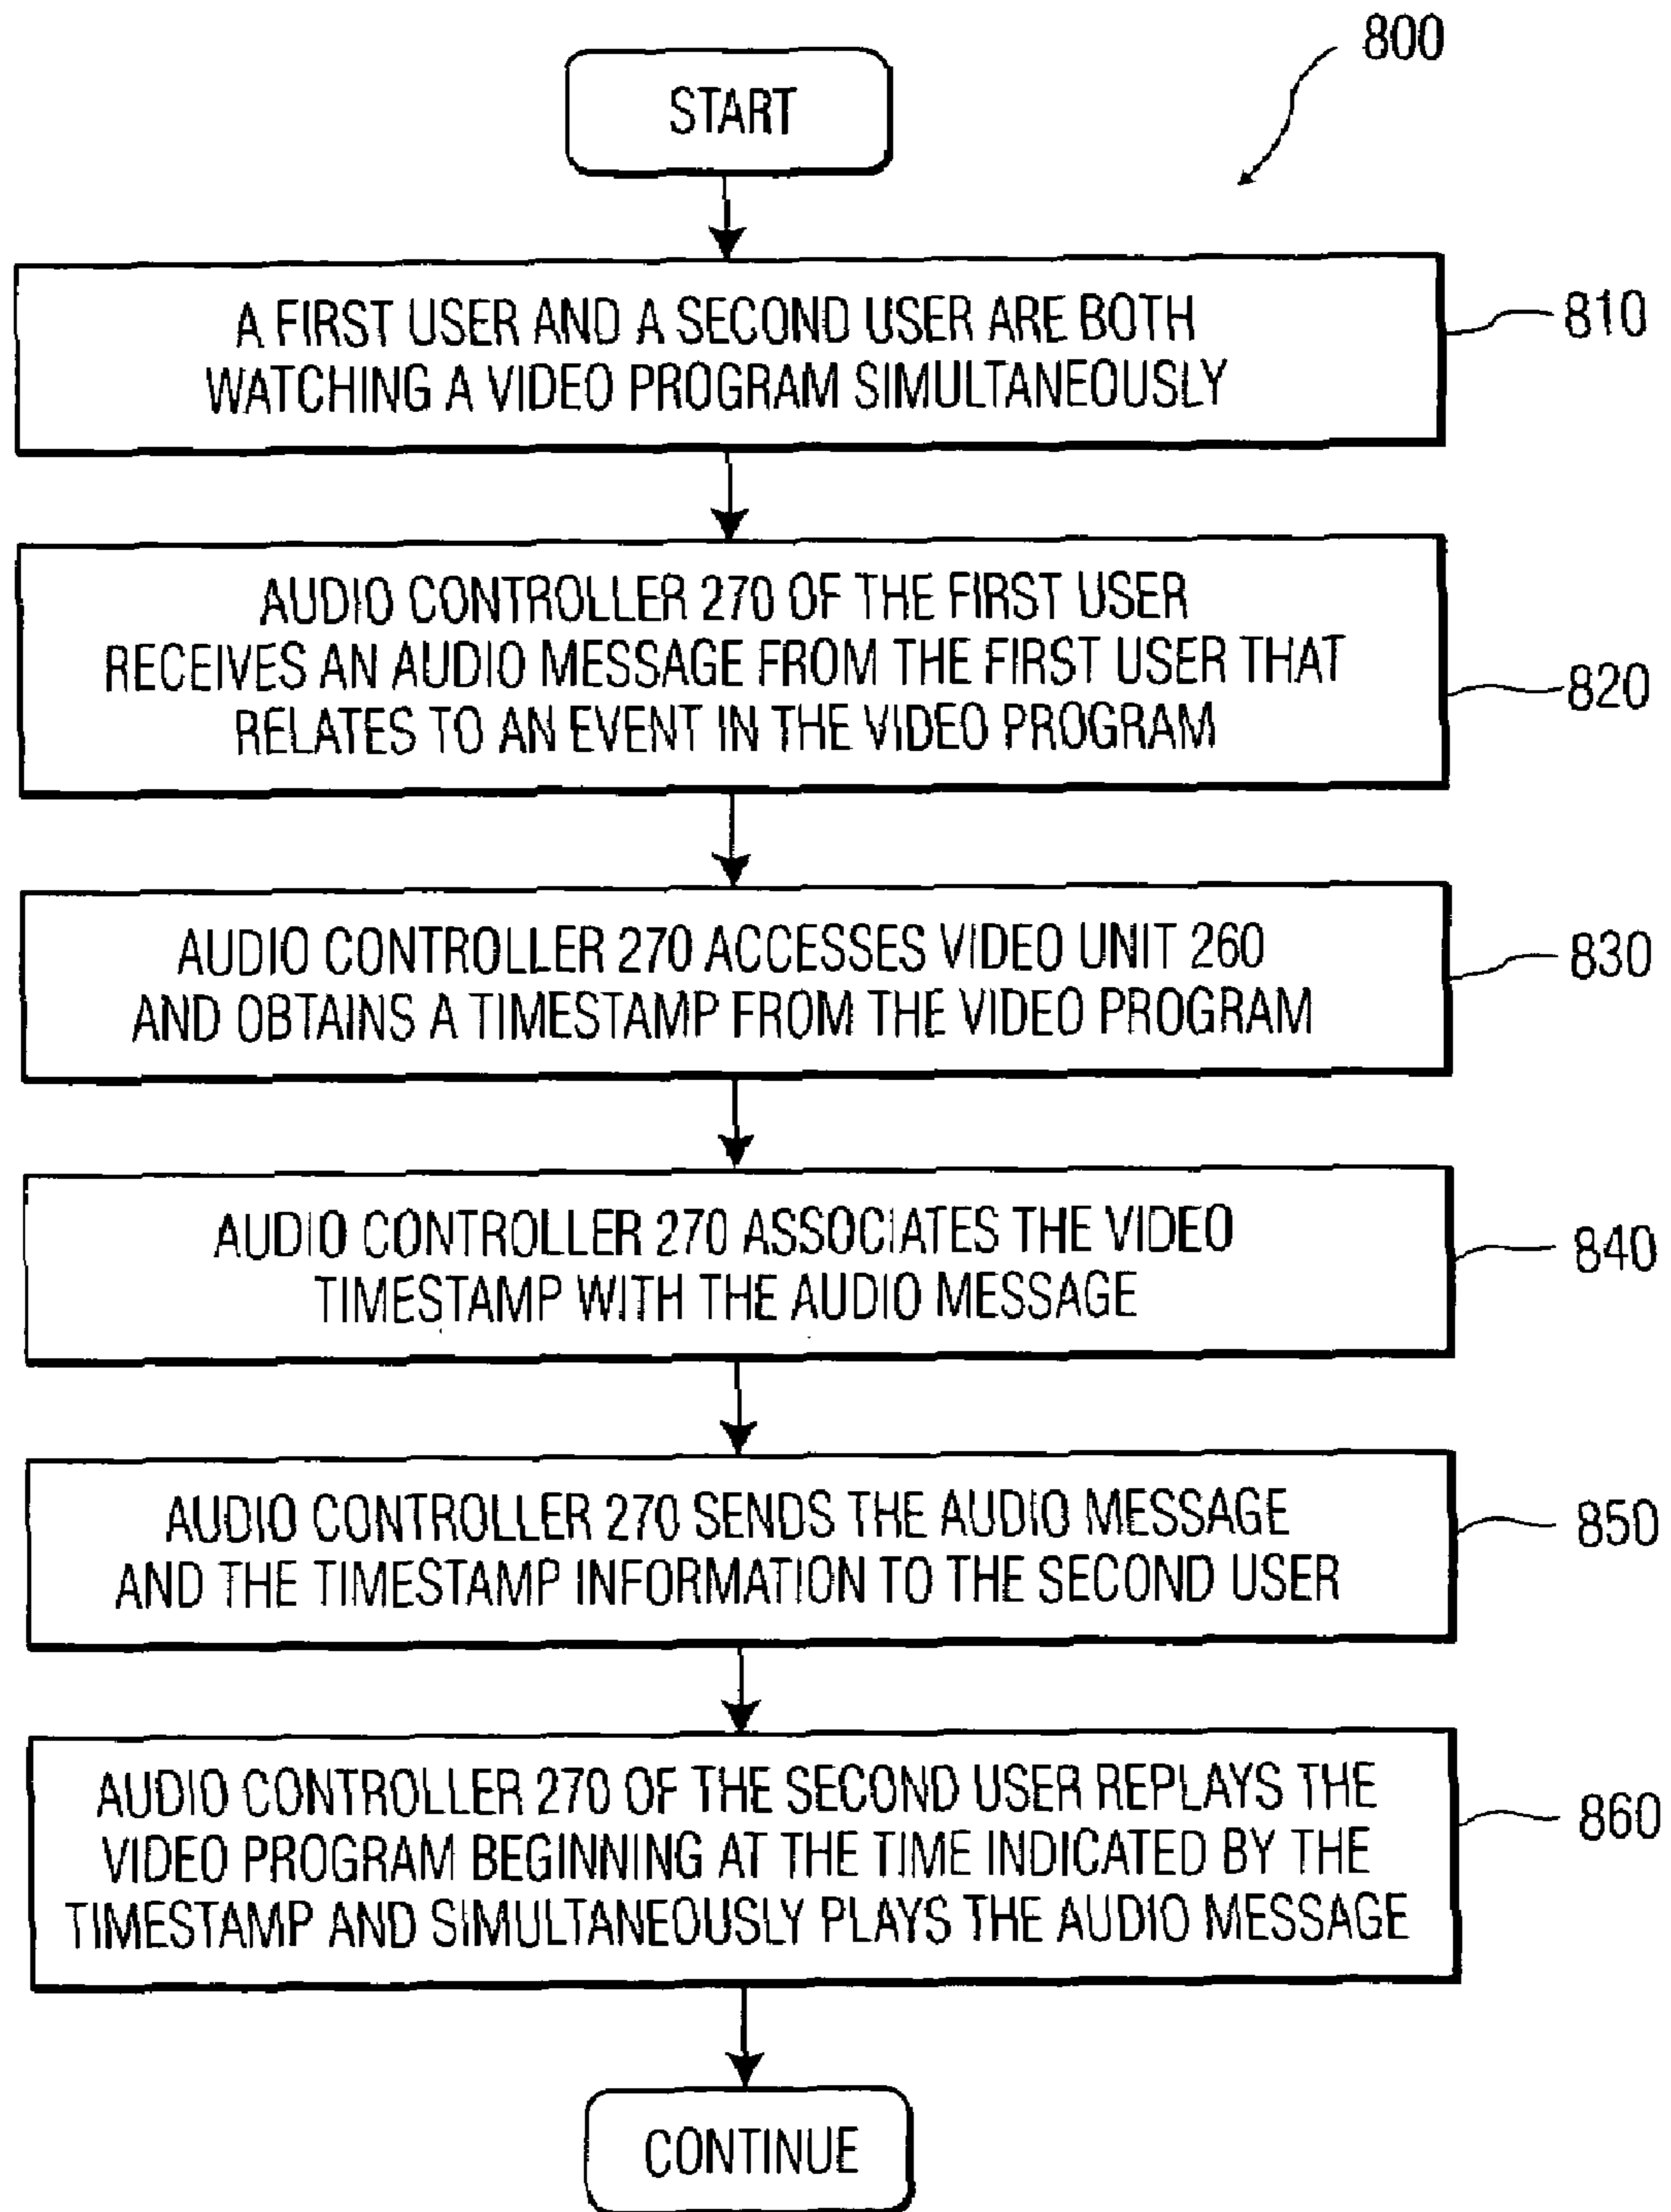 800
START
A FIRST USER AND A SECOND USER ARE BOTH
WATCHING A VIDEO PROGRAM SIMULTANEOUSLY
810
AUDIO CONTROLLER 270 OF THE FIRST USER
RECEIVES AN AUDIO MESSAGE FROM THE FIRST USER THAT
RELATES TO AN EVENT IN THE VIDEO PROGRAM
820
AUDIO CONTROLLER 270 ACCESSES VIDEO UNIT 260
AND OBTAINS A TIMESTAMP FROM THE VIDEO PROGRAM
830
AUDIO CONTROLLER 270 ASSOCIATES THE VIDEO
TIMESTAMP WITH THE AUDIO MESSAGE
840
AUDIO CONTROLLER 270 SENDS THE AUDIO MESSAGE
AND THE TIMESTAMP INFORMATION TO THE SECOND USER
850
AUDIO CONTROLLER 270 OF THE SECOND USER REPLAYS THE
VIDEO PROGRAM BEGINNING AT THE TIME INDICATED BY THE
TIMESTAMP AND SIMULTANEOUSLY PLAYS THE AUDIO MESSAGE
860
CONTINUE